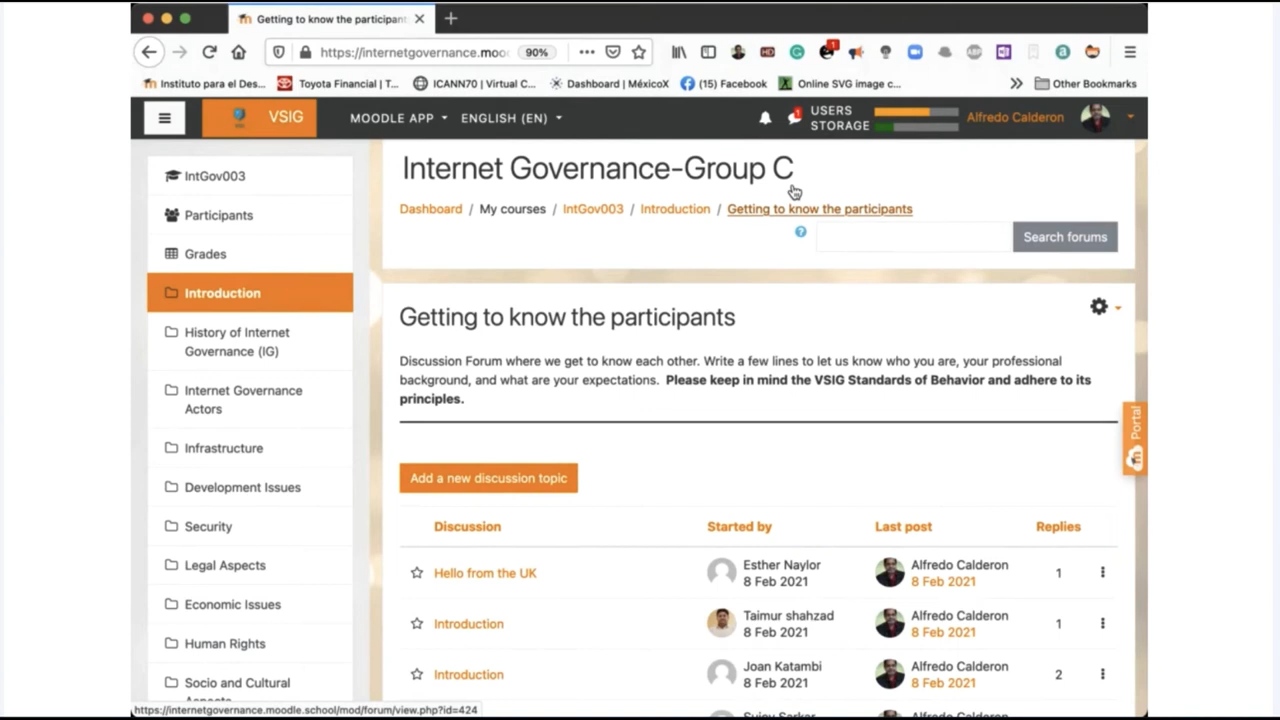 Getting to know the participant
https://internetgovernance.moo
90%
1
Instituto para el Des...
Toyota Financial | T...
ICANN70 | Virtual C...
Dashboard | MéxicoX
(15) Facebook
Online SVG image c...
Other Bookmarks
VSIG
MOODLE APP
ENGLISH (EN)
USERS
STORAGE
Alfredo Calderon
IntGov003
Participants
Grades
Introduction
History of Internet
Governance (IG)
Internet Governance
Actors
Infrastructure
Development Issues
Security
Legal Aspects
Economic Issues
Human Rights
Socio and Cultural
Internet Governance-Group C
Dashboard / My courses / IntGov003 / Introduction / Getting to know the participants
Search forums
Getting to know the participants
Discussion Forum where we get to know each other. Write a few lines to let us know who you are, your professional
background, and what are your expectations. Please keep in mind the VSIG Standards of Behavior and adhere to its
principles.
Portal
Add a new discussion topic
Discussion Started by Last post Replies
Hello from the UK Esther Naylor Alfredo Calderon 1
8 Feb 2021 8 Feb 2021
Introduction Taimur shahzad Alfredo Calderon 1
8 Feb 2021 8 Feb 2021
Introduction Joan Katambi Alfredo Calderon 2
8 Feb 2021 8 Feb 2021
https://internetgovernance.moodle.school/mod/forum/view.php?id=424